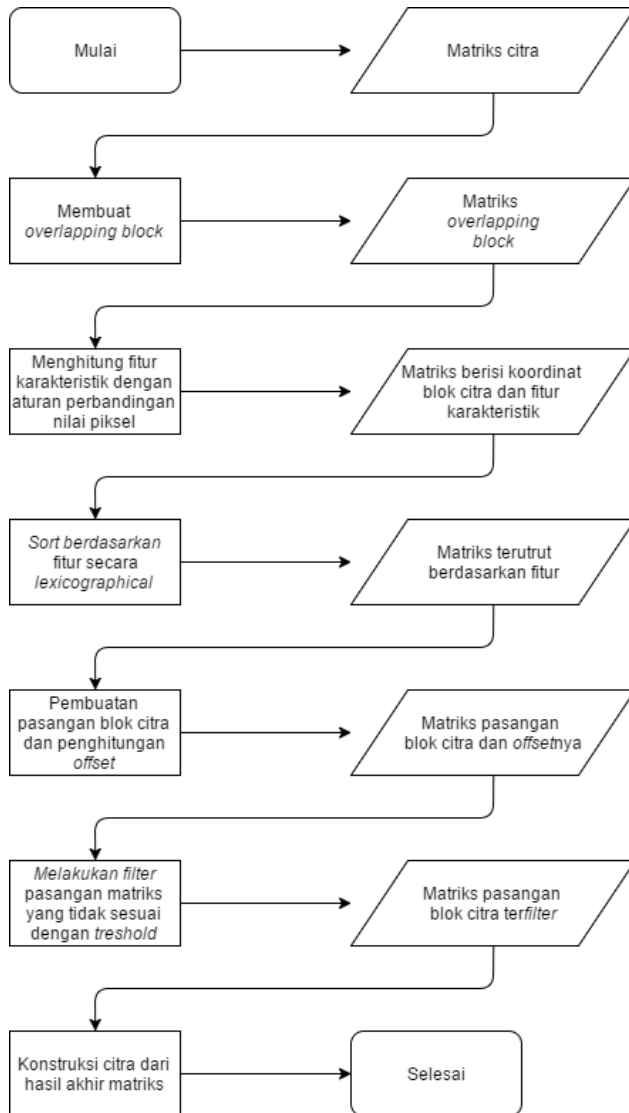 Mulai
Matriks citra
Membuat
overlapping block
Matriks
overlapping
block
Menghitung fitur
karakteristik dengan
aturan perbandingan
nilai piksel
Matriks berisi koordinat
blok citra dan fitur
karakteristik
Sort berdasarkan
fitur secara
lexicographical
Matriks terutrut
berdasarkan fitur
Pembuatan
pasangan blok citra
dan penghitungan
offset
Matriks pasangan
blok citra dan offsetnya
Melakukan filter
pasangan matriks
yang tidak sesuai
dengan treshold
Matriks pasangan
blok citra terfilter
Konstruksi citra dari
hasil akhir matriks
Selesai